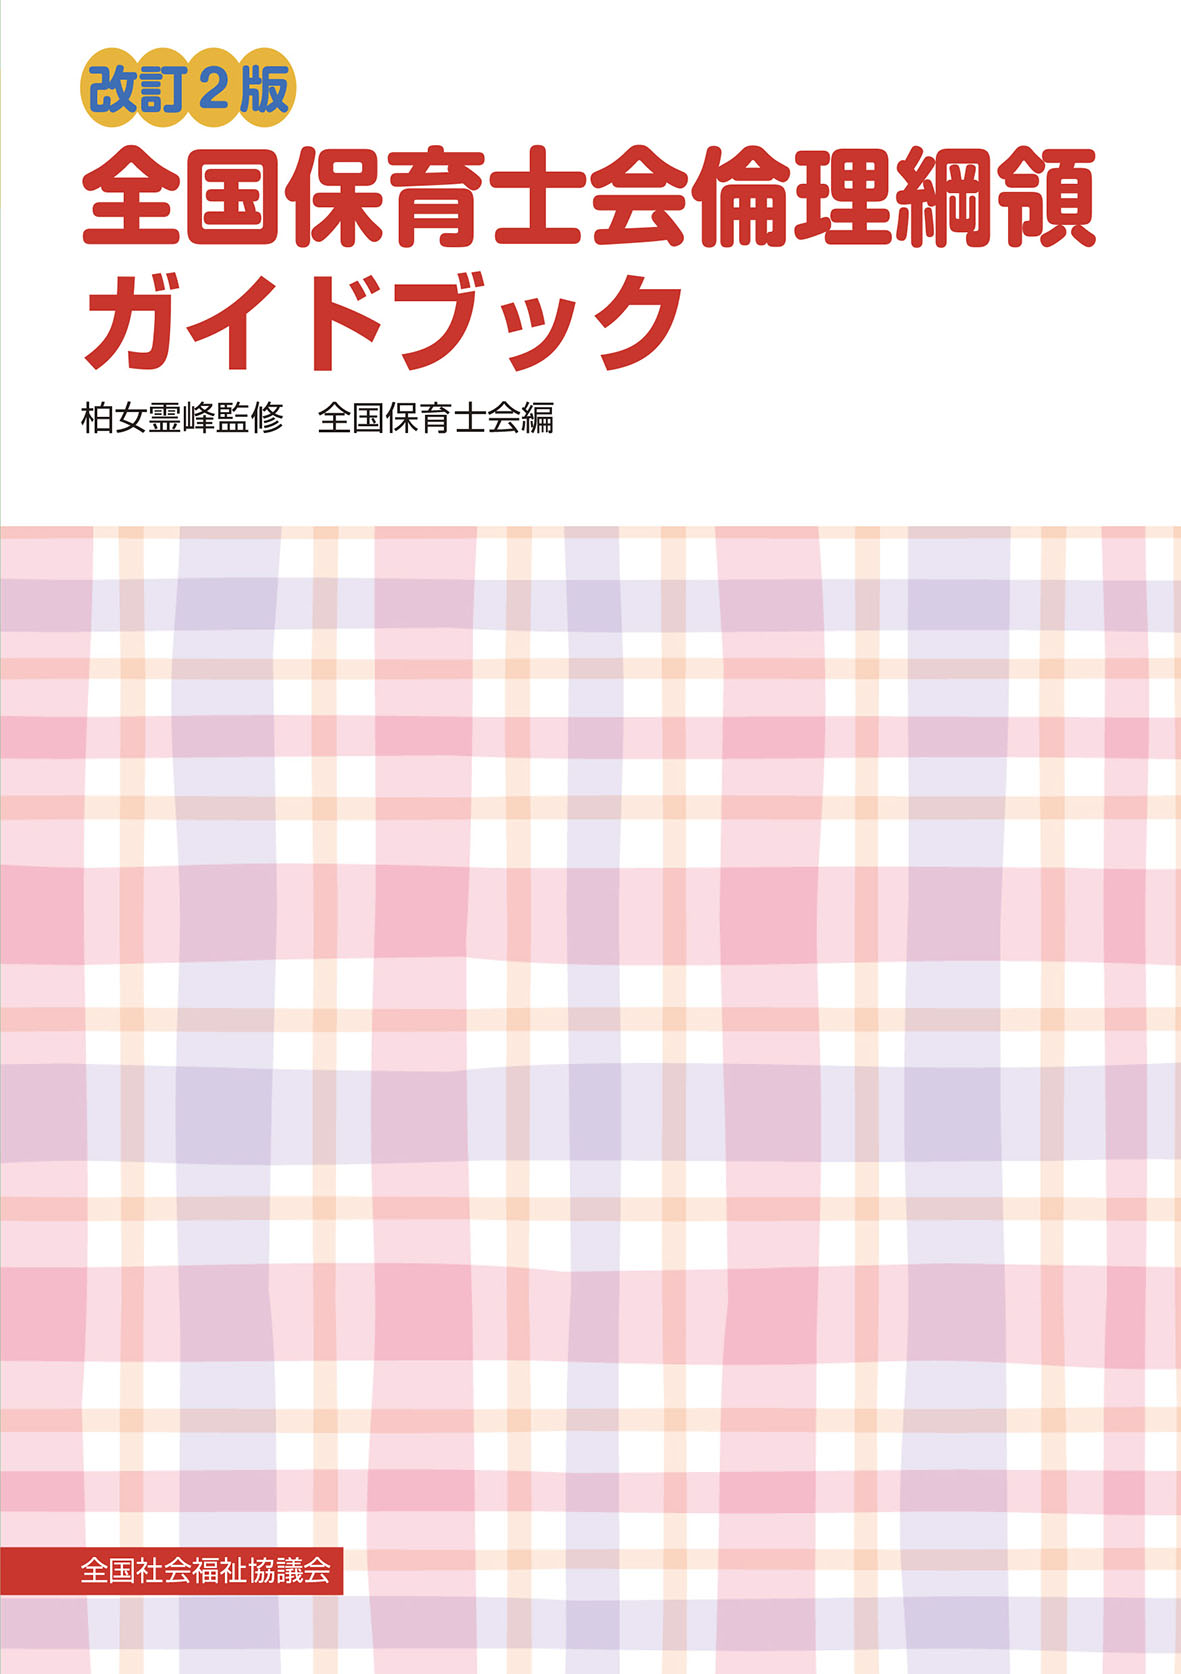 改訂2版
全国保育士会倫理綱領
ガイドブック
柏女霊峰監修　全国保育士会編
全国社会福祉協議会